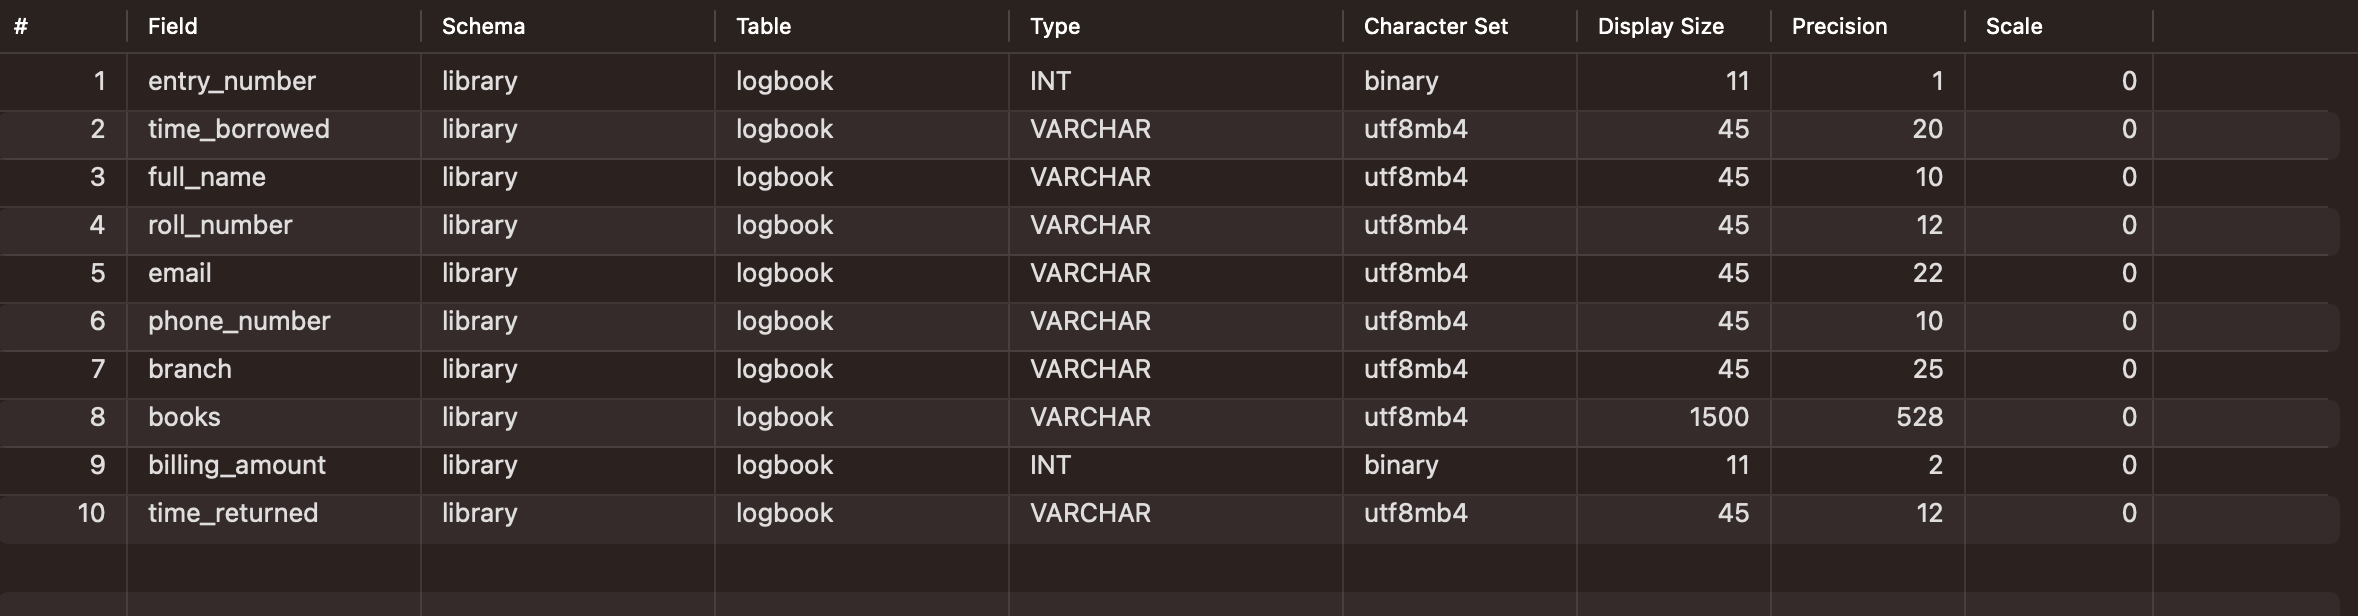 # Field Schema Table Type Character Set Display Size Precision Scale
1 entry_number library logbook INT binary 11 1 0
2 time_borrowed library logbook VARCHAR utf8mb4 45 20 0
3 full_name library logbook VARCHAR utf8mb4 45 10 0
4 roll_number library logbook VARCHAR utf8mb4 45 12 0
5 email library logbook VARCHAR utf8mb4 45 22 0
6 phone_number library logbook VARCHAR utf8mb4 45 10 0
7 branch library logbook VARCHAR utf8mb4 45 25 0
8 books library logbook VARCHAR utf8mb4 1500 528 0
9 billing_amount library logbook INT binary 11 2 0
10 time_returned library logbook VARCHAR utf8mb4 45 12 0